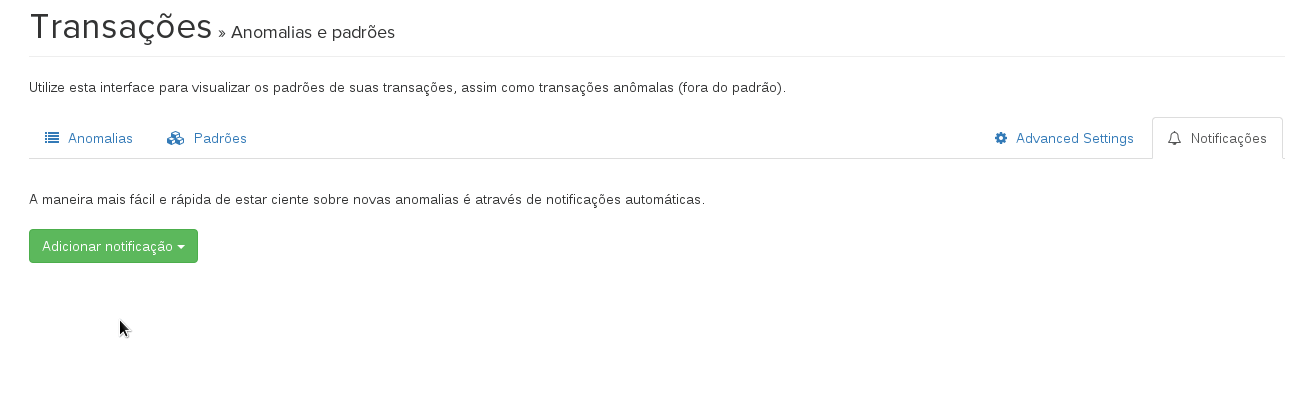 Transações » Anomalias e padrões
Utilize esta interface para visualizar os padrões de suas transações, assim como transações anômalas (fora do padrão).
Anomalias Padrões Advanced Settings Notificações
A maneira mais fácil e rápida de estar ciente sobre novas anomalias é através de notificações automáticas.
Adicionar notificação